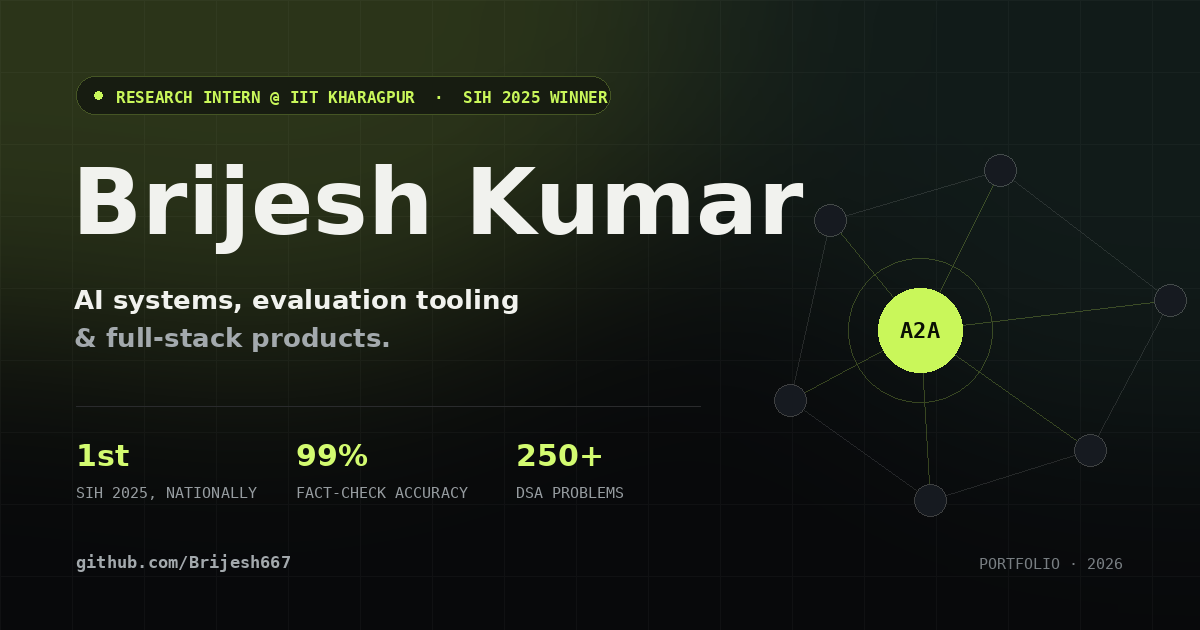 RESEARCH INTERN @ IIT KHARAGPUR · SIH 2025 WINNER
Brijesh Kumar
AI systems, evaluation tooling
& full-stack products.
A2A
1st
SIH 2025, NATIONALLY
99%
FACT-CHECK ACCURACY
250+
DSA PROBLEMS
github.com/Brijesh667
PORTFOLIO · 2026